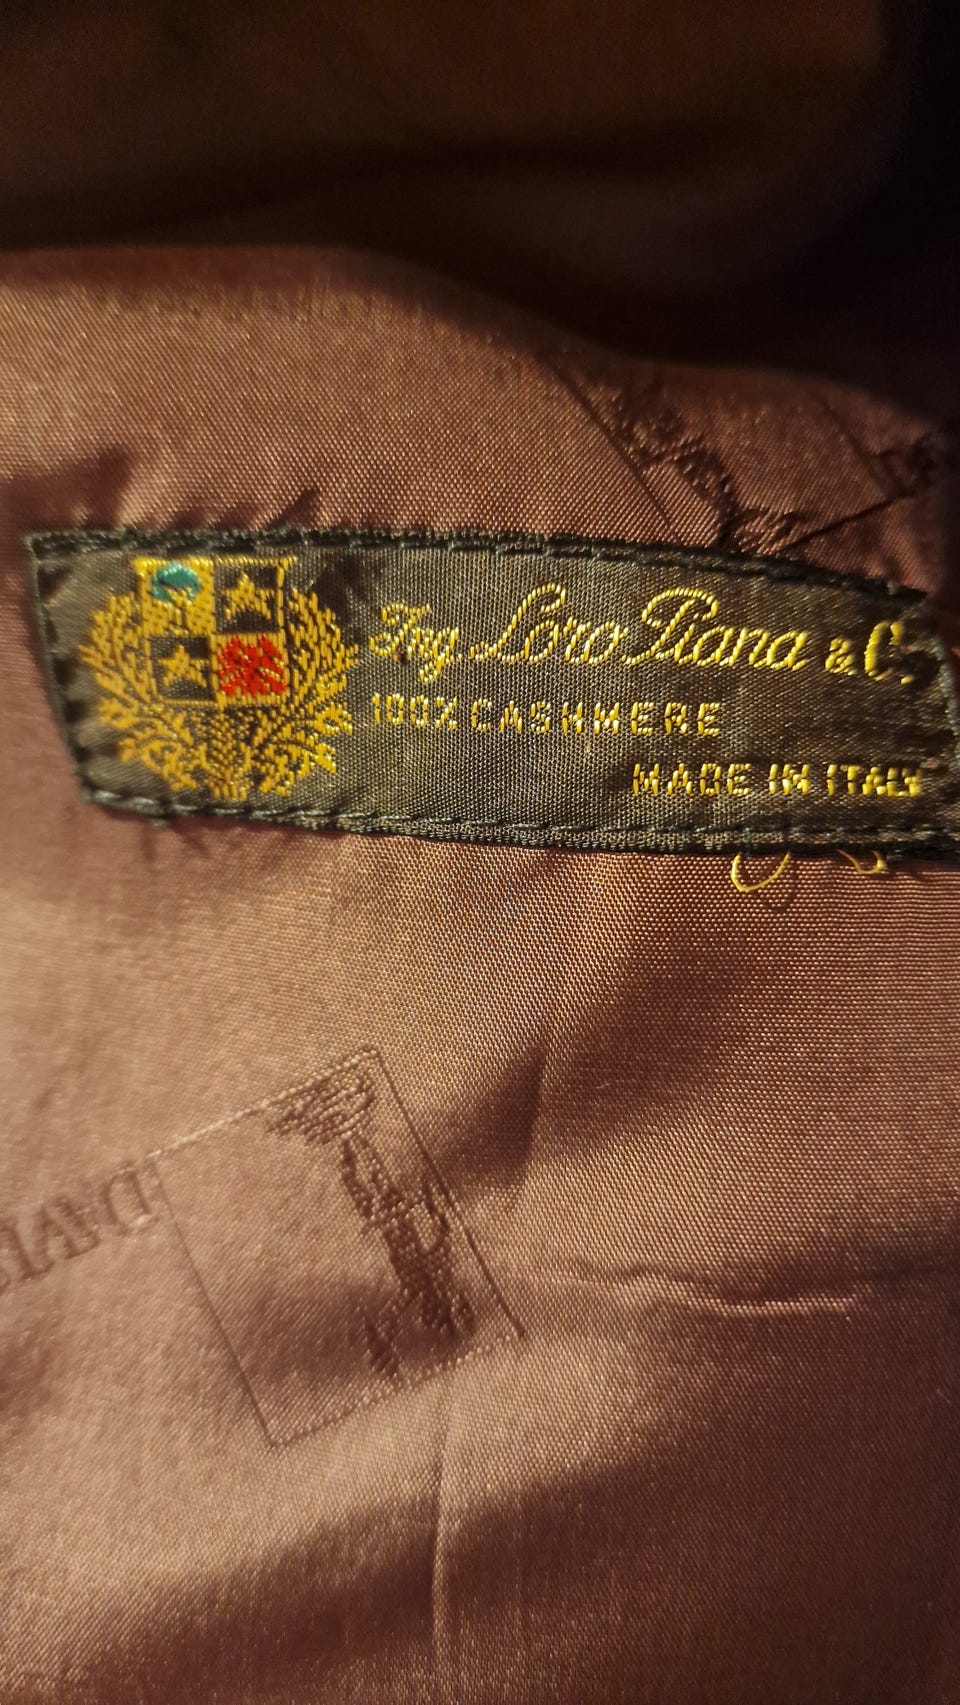 Ing Loro Piana & C.
100% CASHMERE
MADE IN ITALY